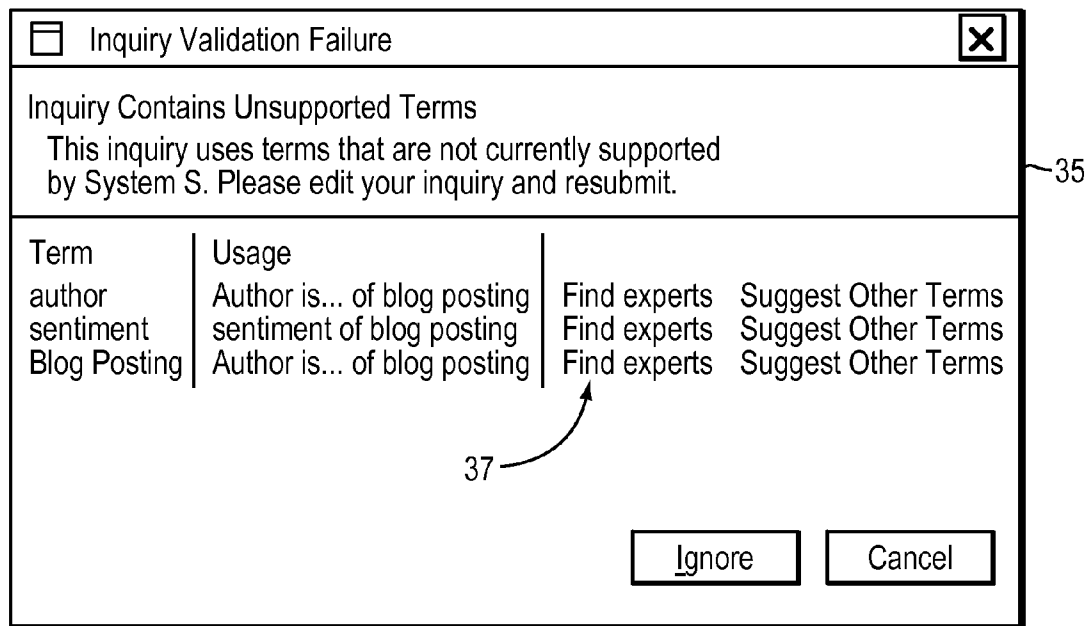 Inquiry Validation Failure
Inquiry Contains Unsupported Terms
This inquiry uses terms that are not currently supported
by System S. Please edit your inquiry and resubmit.
35
Term Usage
author Author is... of blog posting Find experts Suggest Other Terms
sentiment sentiment of blog posting Find experts Suggest Other Terms
Blog Posting Author is... of blog posting Find experts Suggest Other Terms
37
Ignore Cancel